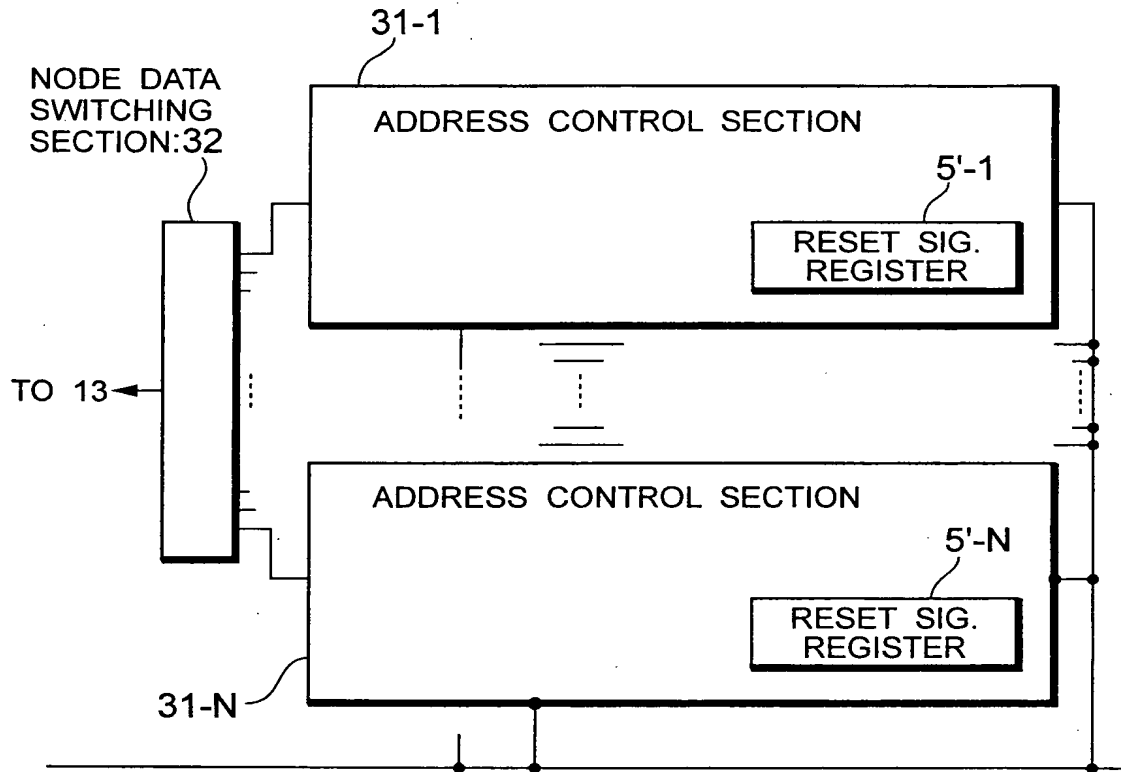 31-1
NODE DATA
SWITCHING
SECTION:32
ADDRESS CONTROL SECTION
5'-1
RESET SIG.
REGISTER
TO 13
ADDRESS CONTROL SECTION
5'-N
RESET SIG.
REGISTER
31-N